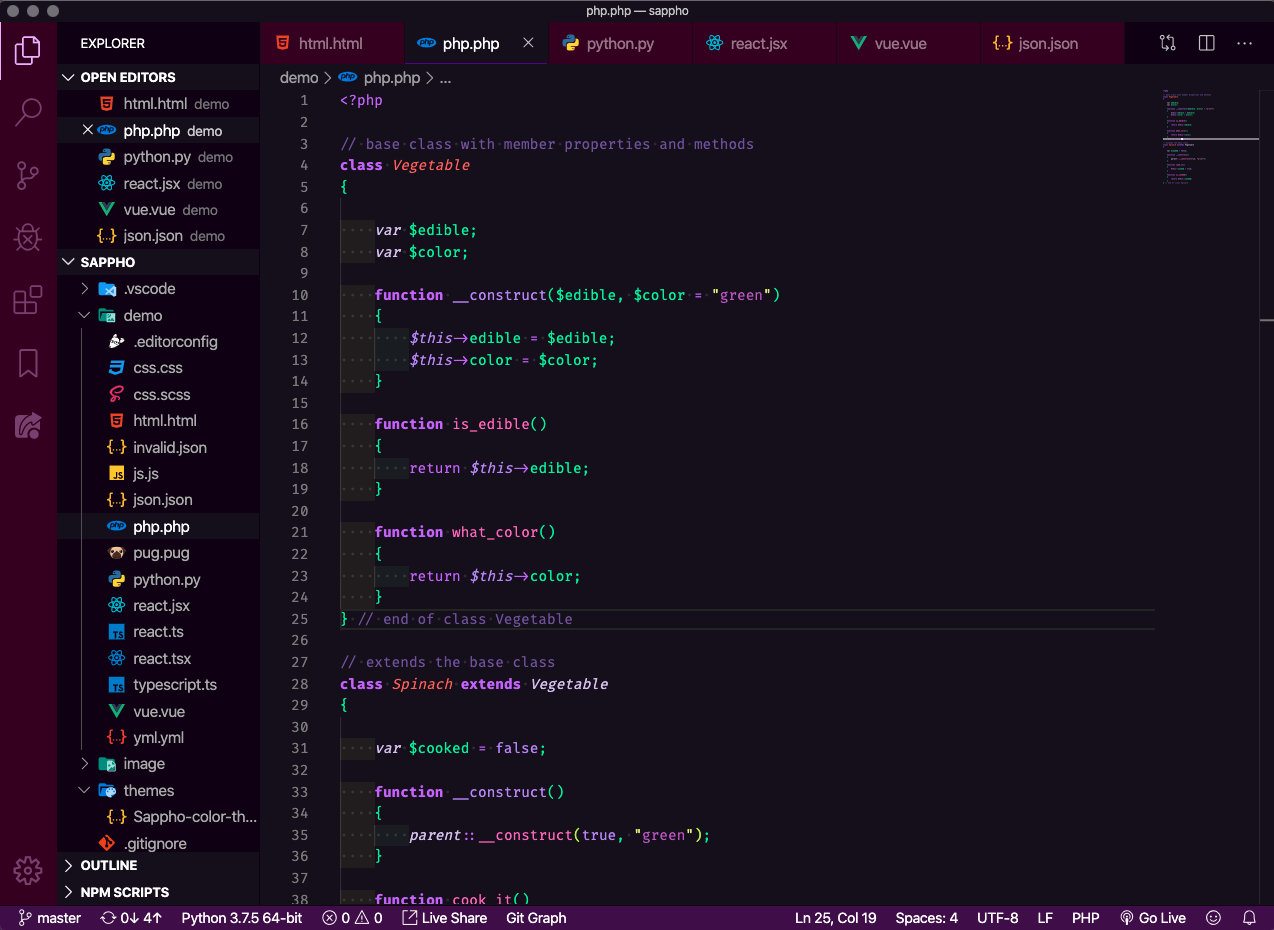 php.php — sappho
EXPLORER
OPEN EDITORS
html.html demo
php.php demo
python.py demo
react.jsx demo
vue.vue demo
{..} json.json demo
SAPPHO
.vscode
demo
.editorconfig
css.css
css.scss
html.html
{..} invalid.json
JS js.js
{..} json.json
php php.php
pug.pug
python.py
react.jsx
TS react.ts
react.tsx
TS typescript.ts
vue.vue
{..} yml.yml
image
themes
{..} Sappho-color-th...
.gitignore
OUTLINE
NPM SCRIPTS
html.html php php.php python.py react.jsx vue.vue {..} json.json
demo > php php.php > ...
1 <?php
2
3 // base class with member properties and methods
4 class Vegetable
5 {
6
7 var $edible;
8 var $color;
9
10 function __construct($edible, $color = "green")
11 {
12 $this->edible = $edible;
13 $this->color = $color;
14 }
15
16 function is_edible()
17 {
18 return $this->edible;
19 }
20
21 function what_color()
22 {
23 return $this->color;
24 }
25 } // end of class Vegetable
26
27 // extends the base class
28 class Spinach extends Vegetable
29 {
30
31 var $cooked = false;
32
33 function __construct()
34 {
35 parent::__construct(true, "green");
36 }
37
38 function cook_it()
master 0↓ 4↑ Python 3.7.5 64-bit 0 0 Live Share Git Graph Ln 25, Col 19 Spaces: 4 UTF-8 LF PHP Go Live